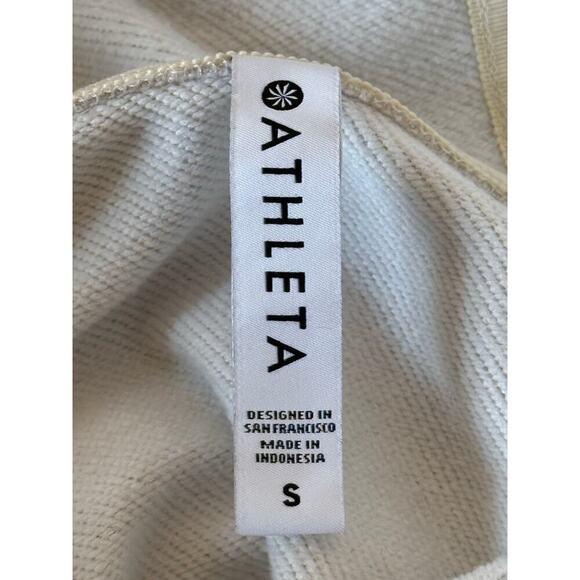 ATHLETA
DESIGNED IN
SAN FRANCISCO
MADE IN
INDONESIA
S